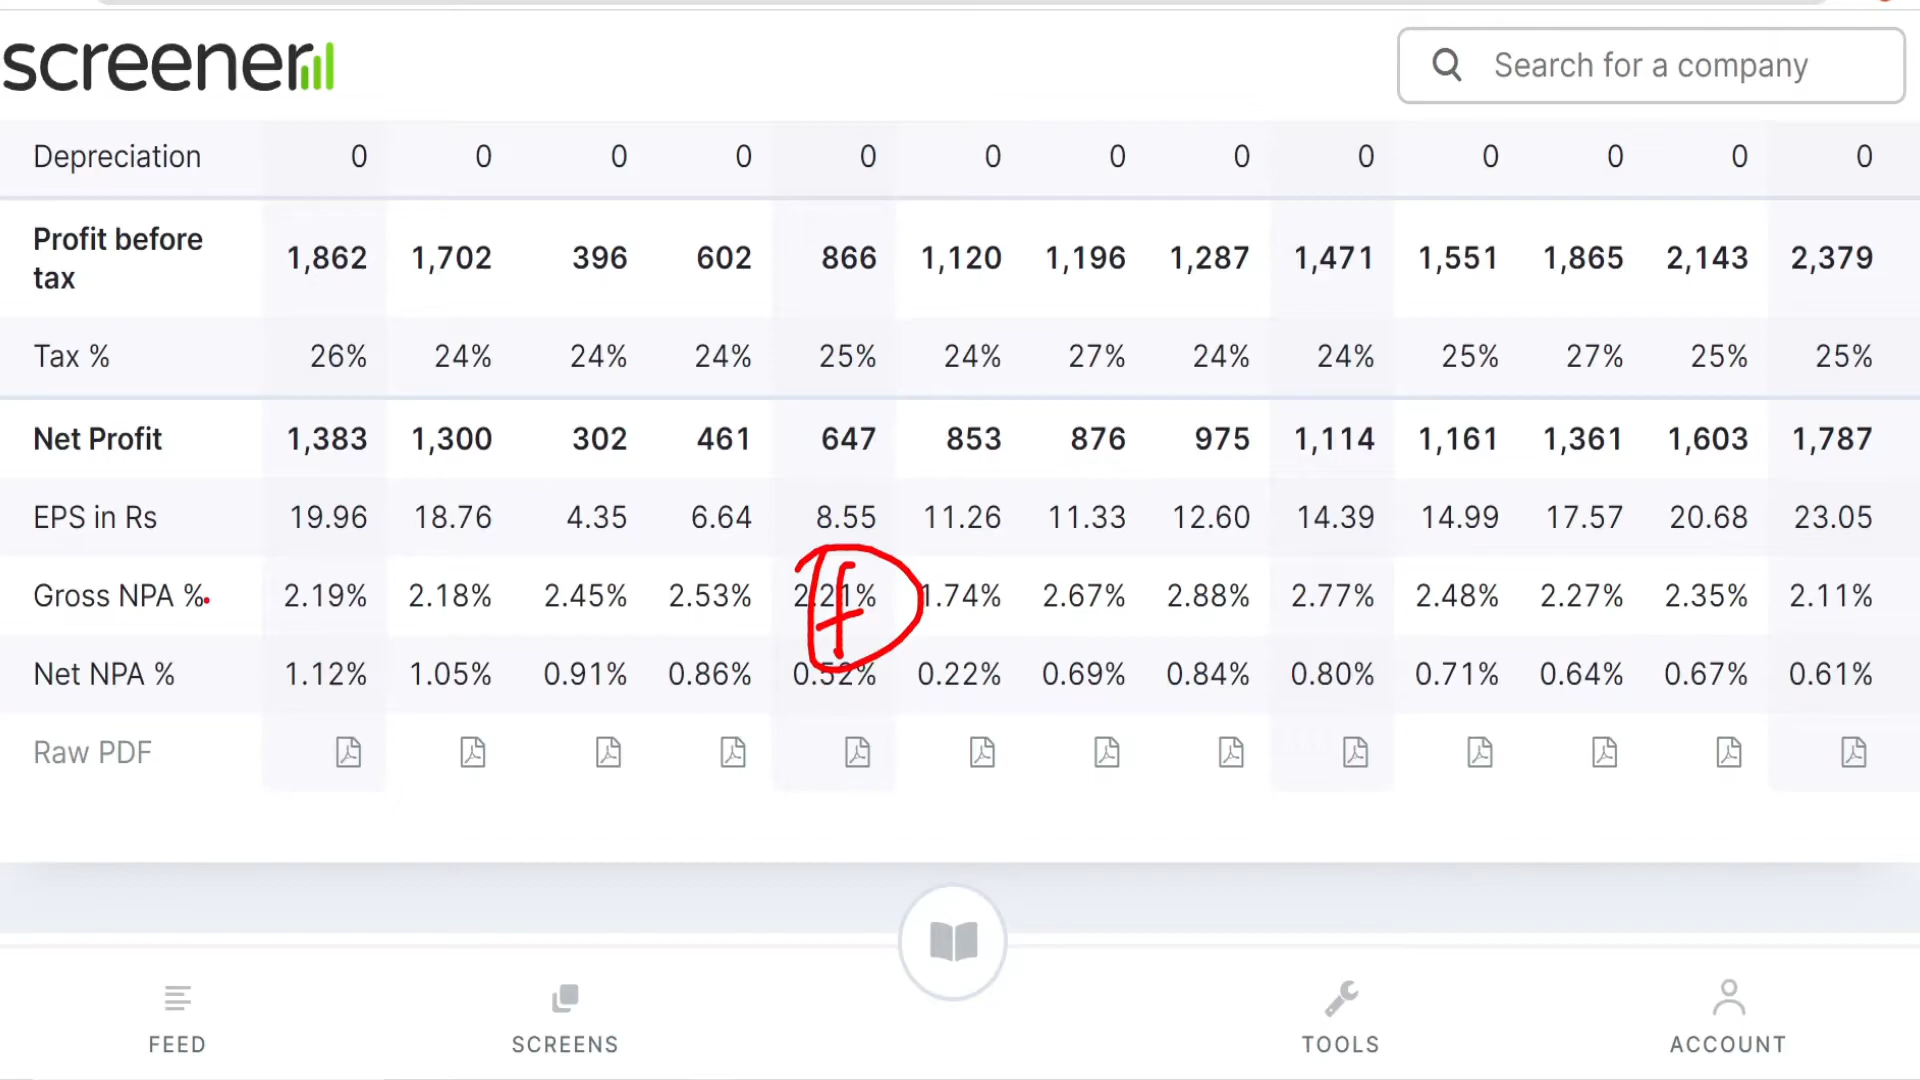 screener
Search for a company
Depreciation 0 0 0 0 0 0 0 0 0 0 0 0 0
Profit before tax 1,862 1,702 396 602 866 1,120 1,196 1,287 1,471 1,551 1,865 2,143 2,379
Tax % 26% 24% 24% 24% 25% 24% 27% 24% 24% 25% 27% 25% 25%
Net Profit 1,383 1,300 302 461 647 853 876 975 1,114 1,161 1,361 1,603 1,787
EPS in Rs 19.96 18.76 4.35 6.64 8.55 11.26 11.33 12.60 14.39 14.99 17.57 20.68 23.05
Gross NPA % 2.19% 2.18% 2.45% 2.53% 2.21% 1.74% 2.67% 2.88% 2.77% 2.48% 2.27% 2.35% 2.11%
Net NPA % 1.12% 1.05% 0.91% 0.86% 0.52% 0.22% 0.69% 0.84% 0.80% 0.71% 0.64% 0.67% 0.61%
Raw PDF
FEED SCREENS TOOLS ACCOUNT